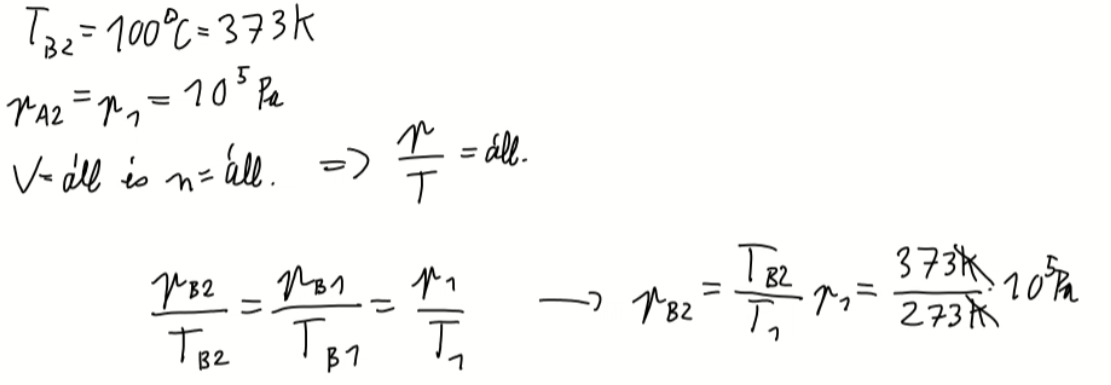 T_B2 = 100°C = 373K
p_A2 = p_1 = 10^5 Pa
V = áll és n = áll. => p/T = áll.
p_B2/T_B2 = p_B1/T_B1 = p_1/T_1 → p_B2 = T_B2/T_1 p_1 = 373K/273K · 10^5 Pa